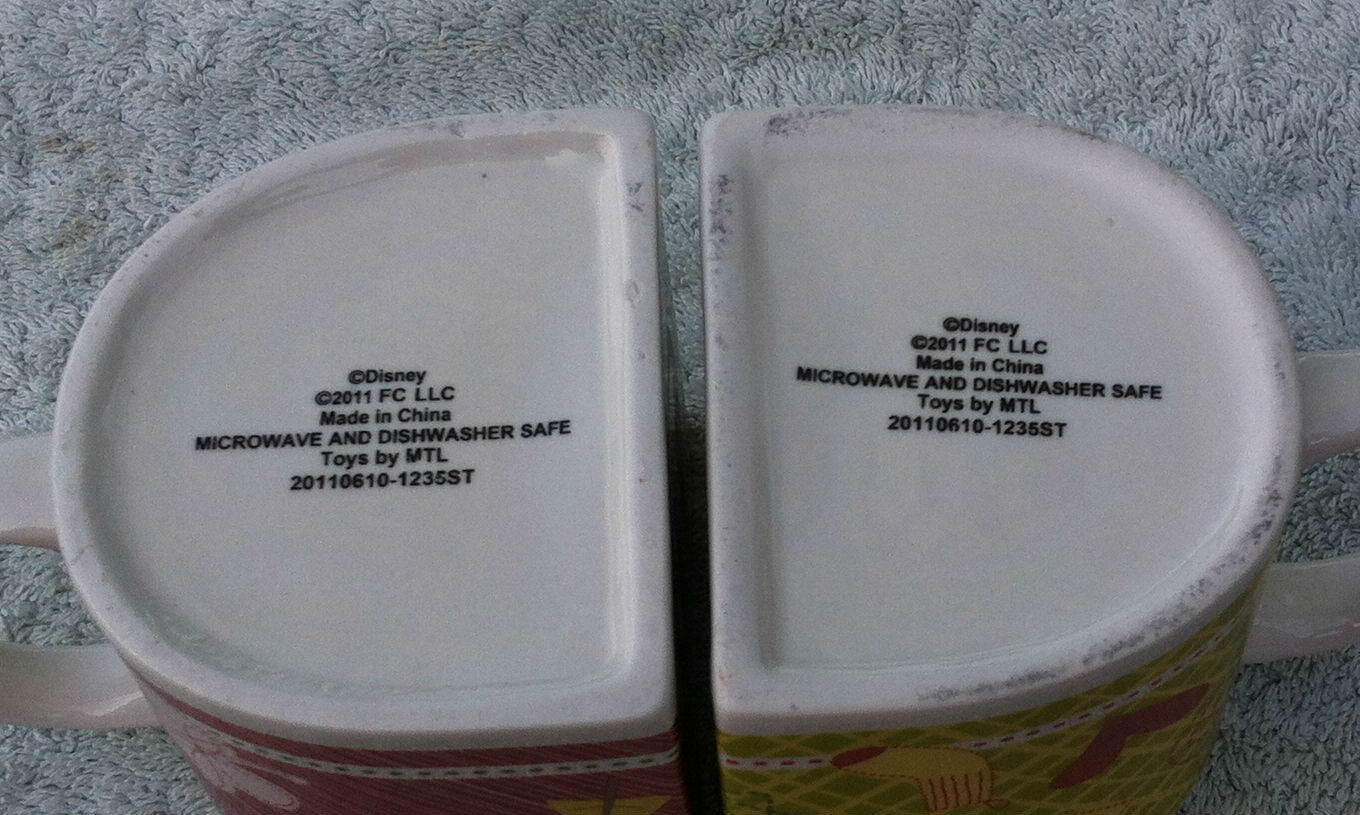 ©Disney
©2011 FC LLC
Made in China
MICROWAVE AND DISHWASHER SAFE
Toys by MTL
20110610-1235ST
©Disney
©2011 FC LLC
Made in China
MICROWAVE AND DISHWASHER SAFE
Toys by MTL
20110610-1235ST